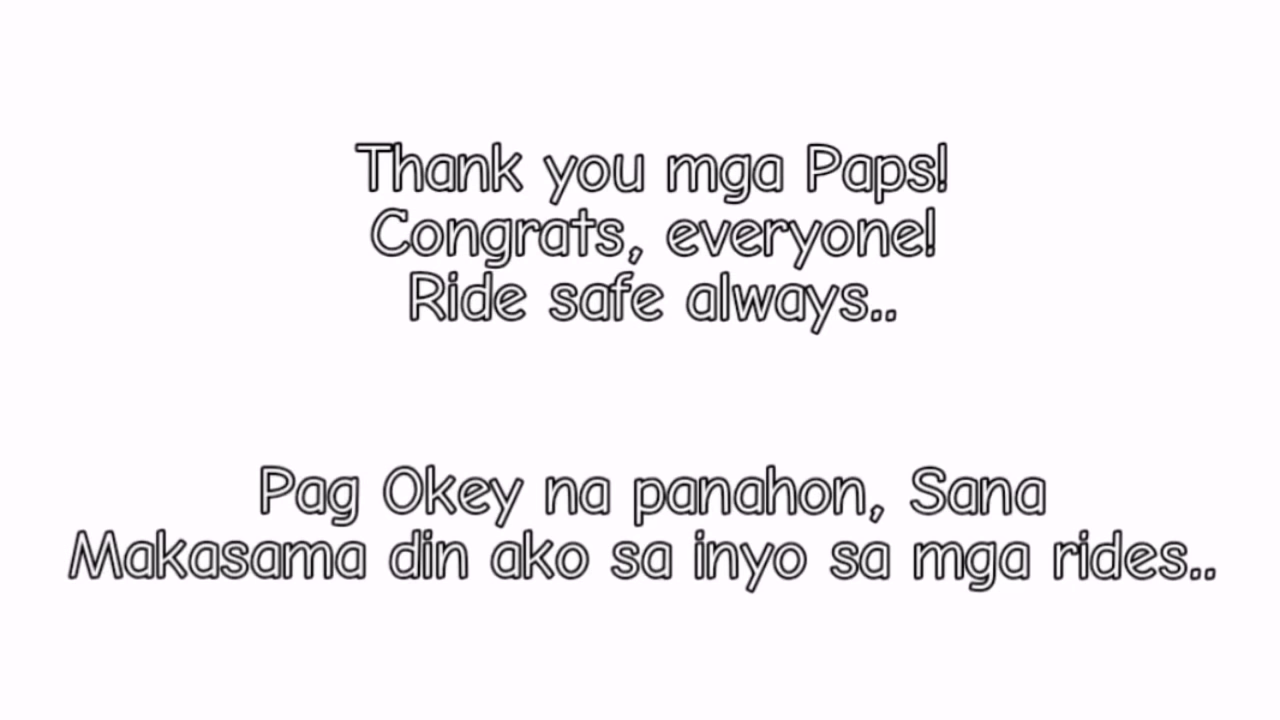 Thank you mga Paps!
Congrats, everyone!
Ride safe always..
Pag Okey na panahon, Sana
Makasama din ako sa inyo sa mga rides..